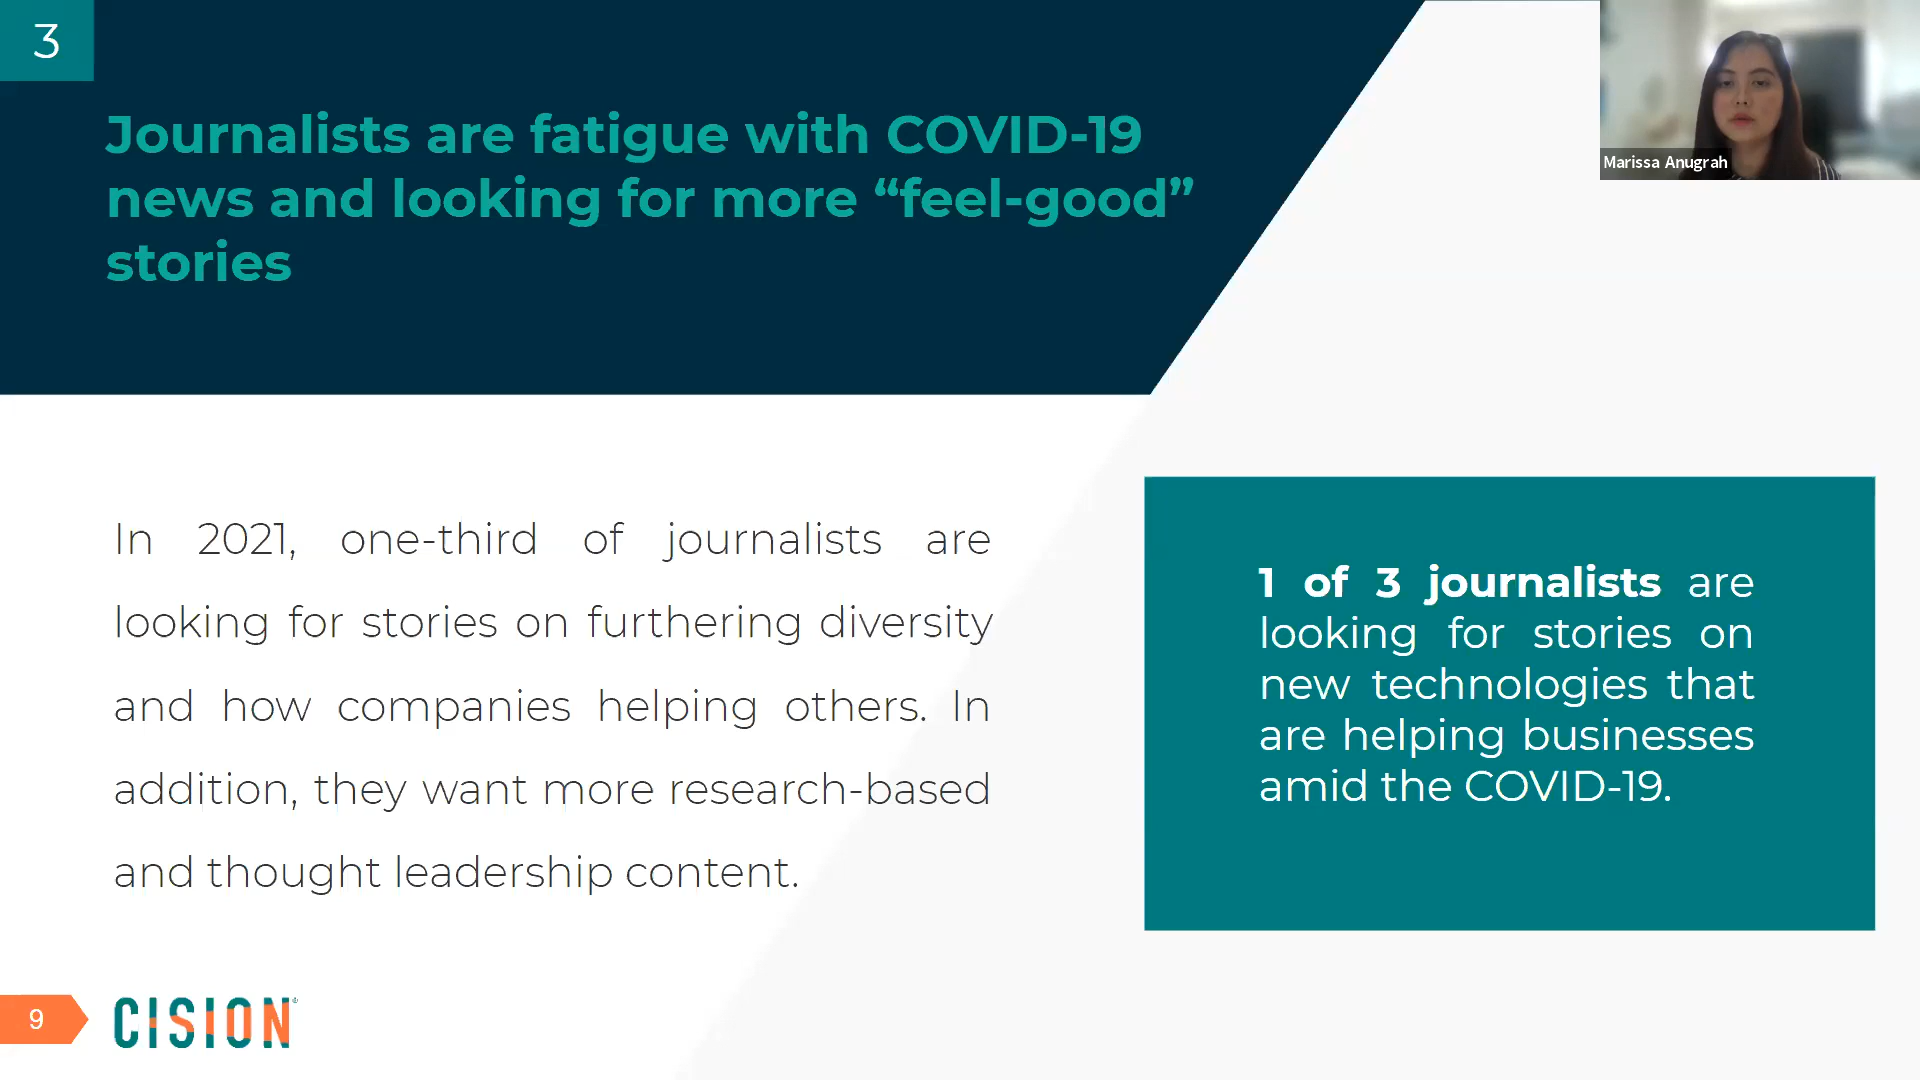 3
Journalists are fatigue with COVID-19
news and looking for more “feel-good”
stories
Marissa Anugrah
In 2021, one-third of journalists are
looking for stories on furthering diversity
and how companies helping others. In
addition, they want more research-based
and thought leadership content.
1 of 3 journalists are
looking for stories on
new technologies that
are helping businesses
amid the COVID-19.
9
CISION®